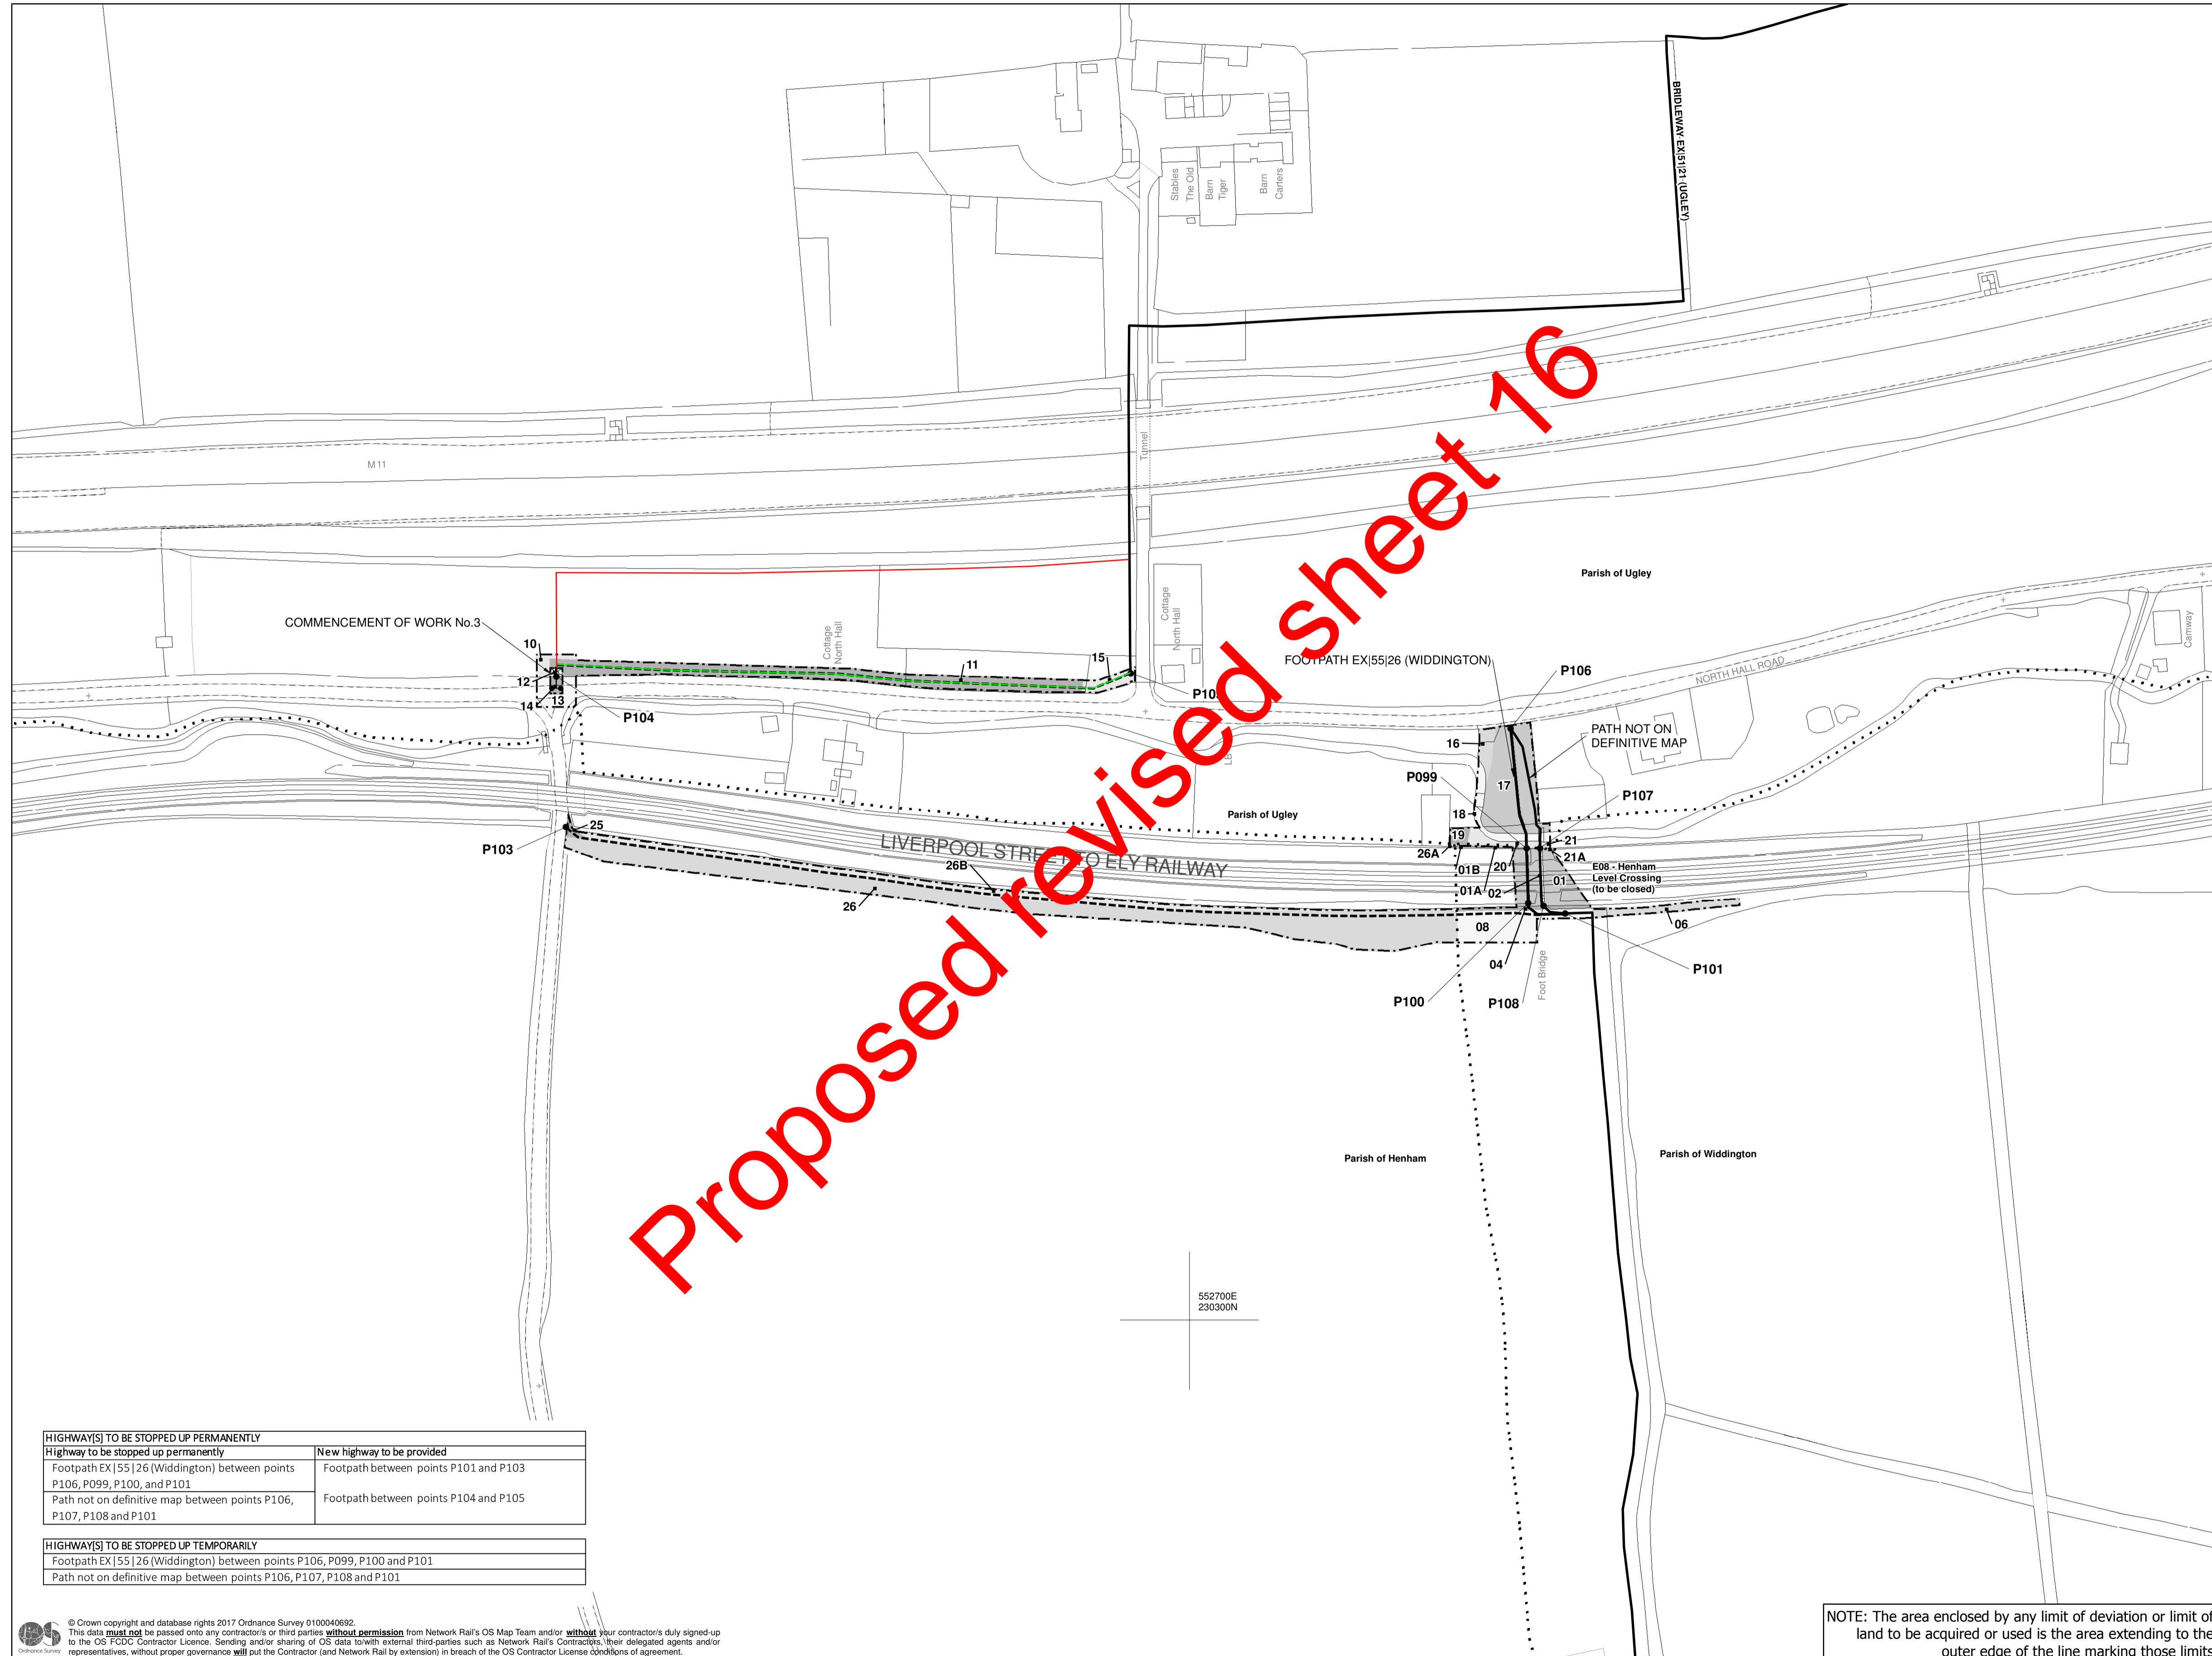 BRIDLEWAY EX|51|21 (UGLEY)
Stables
The Old
Barn
Tiger
Barn
Carters
M 11
Tunnel
Proposed revised sheet 16
Parish of Ugley
COMMENCEMENT OF WORK No.3
Cottage
North Hall
Cottage
North Hall
FOOTPATH EX|55|26 (WIDDINGTON)
NORTH HALL ROAD
Camway
10
11
12
13
14
15
P104
P106
PATH NOT ON
DEFINITIVE MAP
16
17
18
19
P099
P107
LB
Parish of Ugley
P103
25
LIVERPOOL STREET TO ELY RAILWAY
26B
26
26A
01B
01A
20
02
21
21A
01
E08 - Henham
Level Crossing
(to be closed)
08
06
04
P100
P108
Foot Bridge
P101
Parish of Henham
Parish of Widdington
552700E
230300N
HIGHWAY[S] TO BE STOPPED UP PERMANENTLY
Highway to be stopped up permanently
New highway to be provided
Footpath EX|55|26 (Widdington) between points
P106, P099, P100, and P101
Footpath between points P101 and P103
Path not on definitive map between points P106,
P107, P108 and P101
Footpath between points P104 and P105
HIGHWAY[S] TO BE STOPPED UP TEMPORARILY
Footpath EX|55|26 (Widdington) between points P106, P099, P100 and P101
Path not on definitive map between points P106, P107, P108 and P101
OS
Ordnance Survey
© Crown copyright and database rights 2017 Ordnance Survey 0100040692.
This data must not be passed onto any contractor/s or third parties without permission from Network Rail's OS Map Team and/or without your contractor/s duly signed-up
to the OS FCDC Contractor Licence. Sending and/or sharing of OS data to/with external third-parties such as Network Rail's Contractors, their delegated agents and/or
representatives, without proper governance will put the Contractor (and Network Rail by extension) in breach of the OS Contractor License conditions of agreement.
NOTE: The area enclosed by any limit of deviation or limit of
land to be acquired or used is the area extending to the
outer edge of the line marking those limits